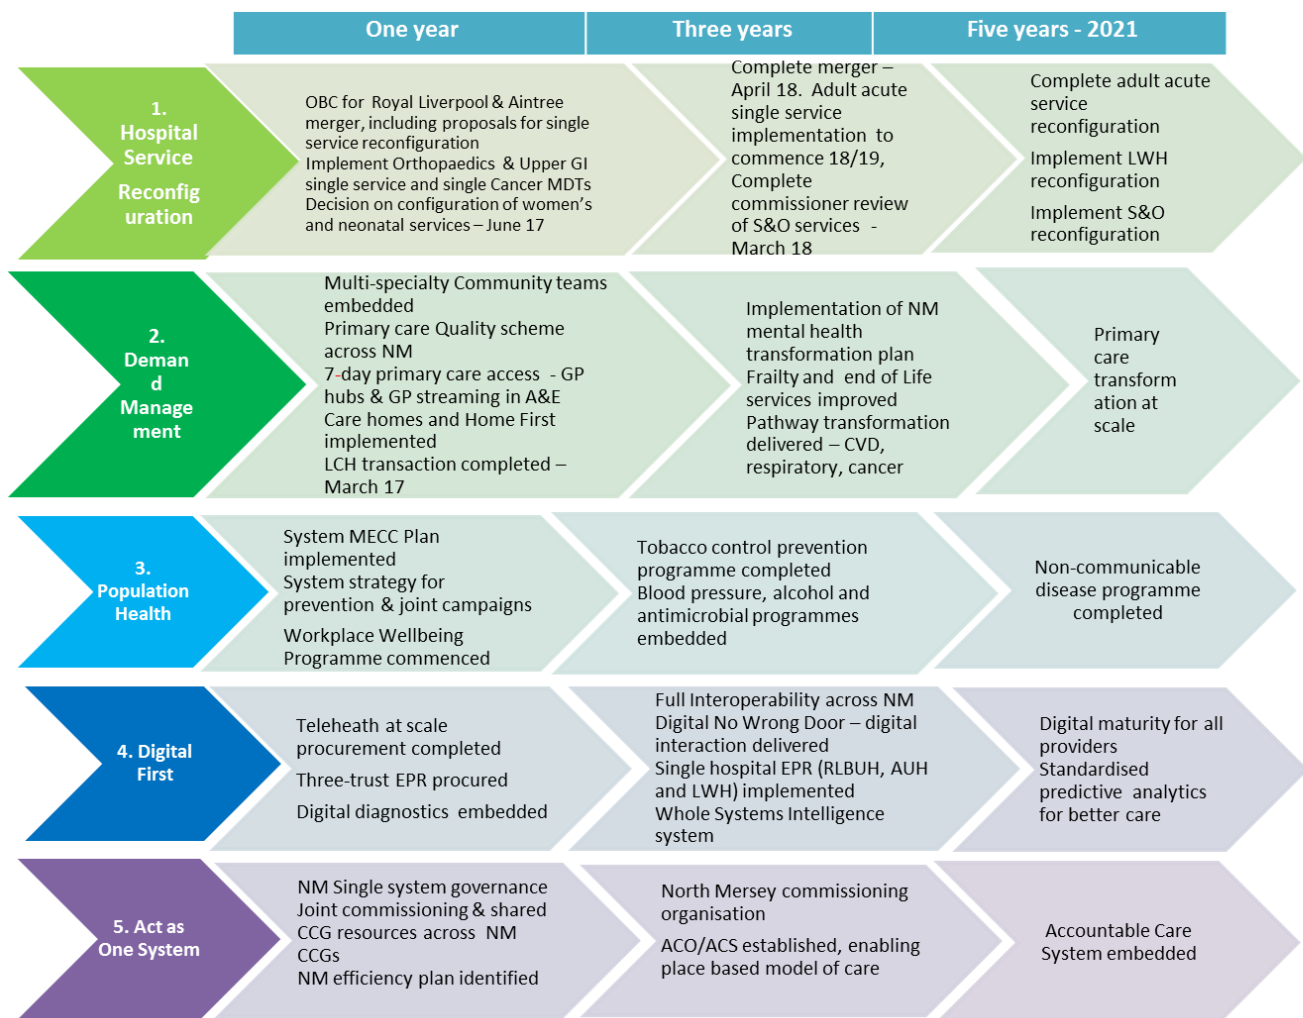 One year
Three years
Five years - 2021
1.
Hospital
Service
Reconfig
uration
OBC for Royal Liverpool & Aintree
merger, including proposals for single
service reconfiguration
Implement Orthopaedics & Upper GI
single service and single Cancer MDTs
Decision on configuration of women's
and neonatal services – June 17
Complete merger –
April 18. Adult acute
single service
implementation to
commence 18/19,
Complete
commissioner review
of S&O services -
March 18
Complete adult acute
service
reconfiguration
Implement LWH
reconfiguration
Implement S&O
reconfiguration
2.
Deman
d
Manage
ment
Multi-specialty Community teams
embedded
Primary care Quality scheme
across NM
7-day primary care access - GP
hubs & GP streaming in A&E
Care homes and Home First
implemented
LCH transaction completed –
March 17
Implementation of NM
mental health
transformation plan
Frailty and end of Life
services improved
Pathway transformation
delivered – CVD,
respiratory, cancer
Primary
care
transform
ation at
scale
3.
Population
Health
System MECC Plan
implemented
System strategy for
prevention & joint campaigns
Workplace Wellbeing
Programme commenced
Tobacco control prevention
programme completed
Blood pressure, alcohol and
antimicrobial programmes
embedded
Non-communicable
disease programme
completed
4. Digital
First
Teleheath at scale
procurement completed
Three-trust EPR procured
Digital diagnostics embedded
Full Interoperability across NM
Digital No Wrong Door – digital
interaction delivered
Single hospital EPR (RLBUH, AUH
and LWH) implemented
Whole Systems Intelligence
system
Digital maturity for all
providers
Standardised
predictive analytics
for better care
5. Act as
One System
NM Single system governance
Joint commissioning & shared
CCG resources across NM
CCGs
NM efficiency plan identified
North Mersey commissioning
organisation
ACO/ACS established, enabling
place based model of care
Accountable Care
System embedded